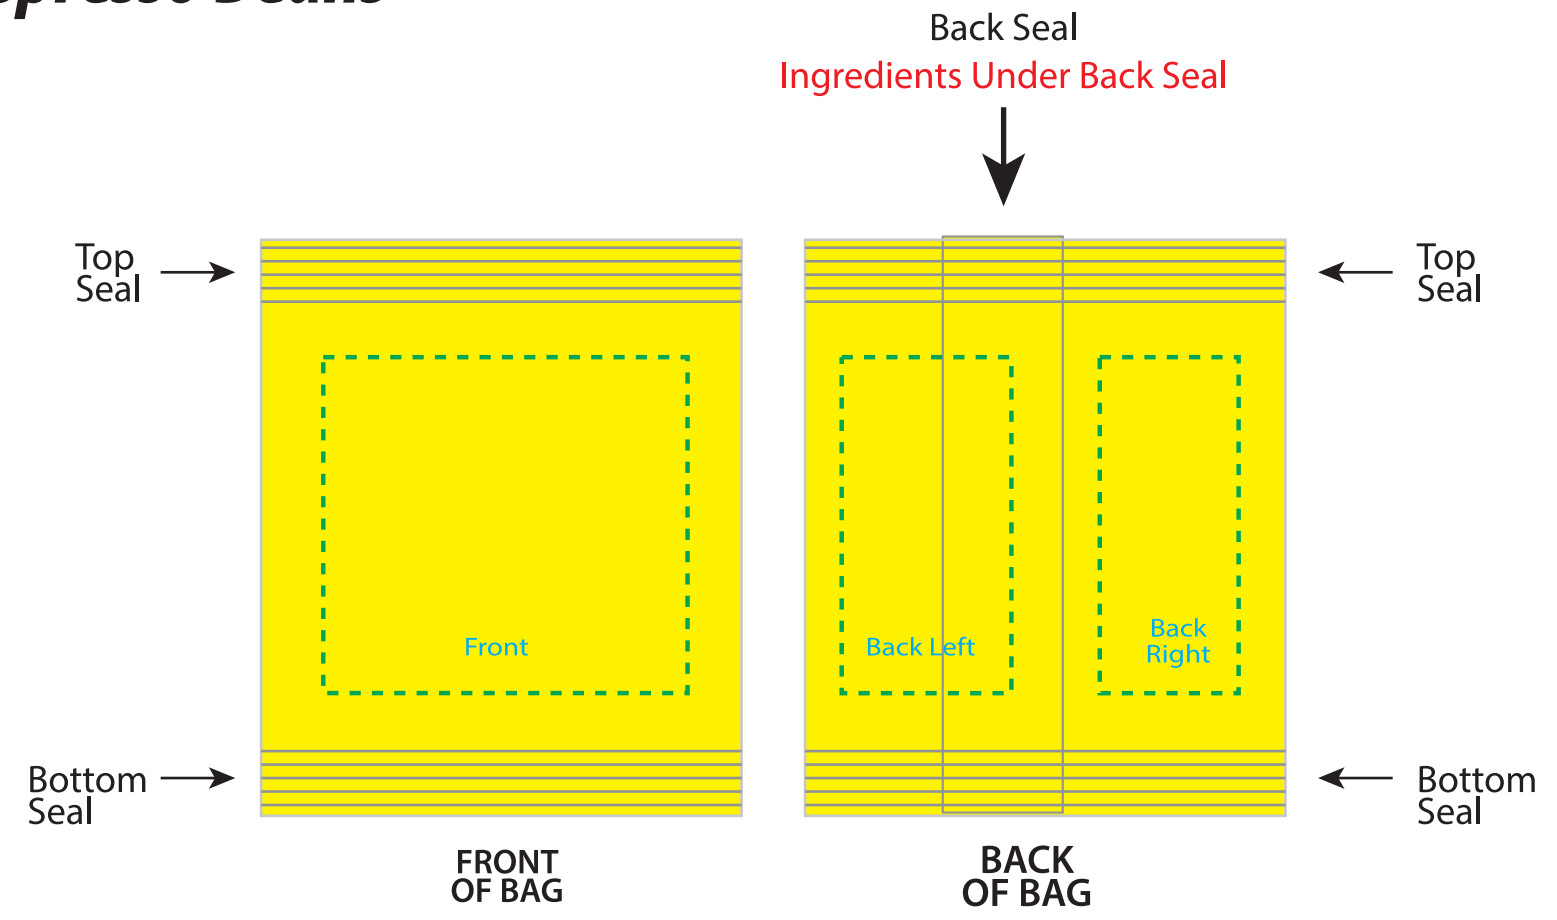 Back Seal
Ingredients Under Back Seal
Top
Seal
Top
Seal
Front
Back Left
Back
Right
Bottom
Seal
Bottom
Seal
FRONT
OF BAG
BACK
OF BAG